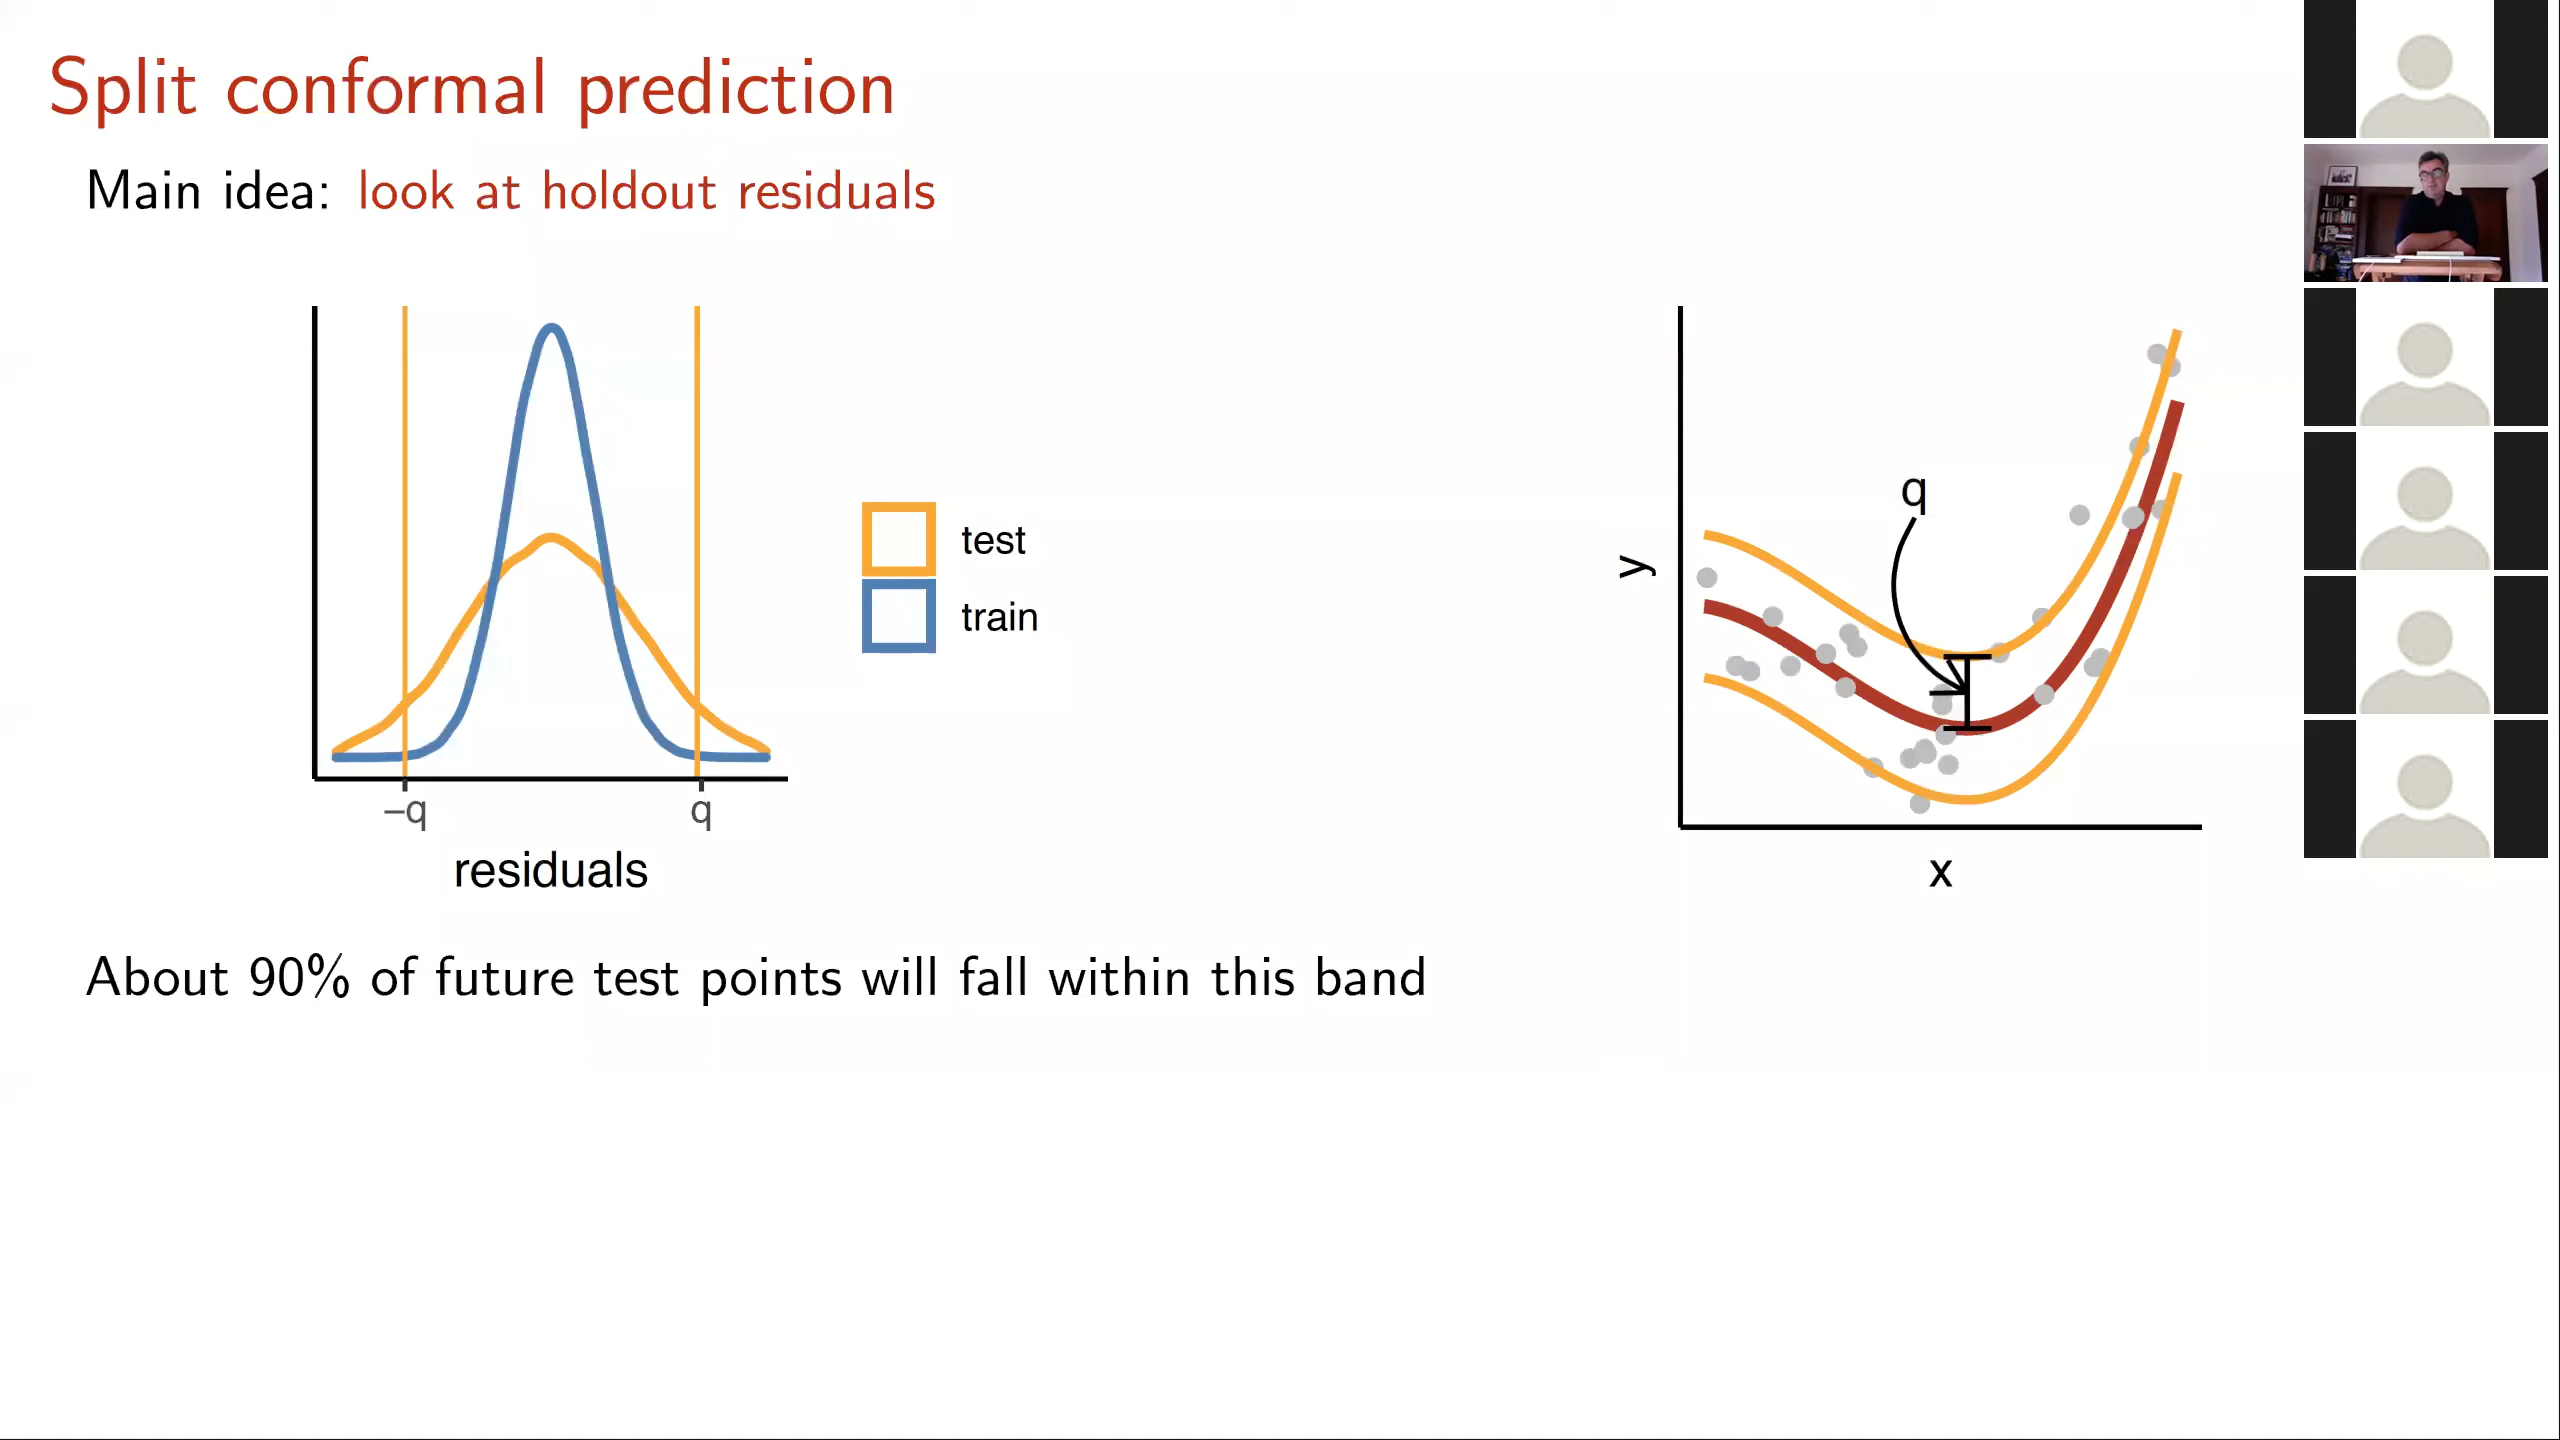 Split conformal prediction
Main idea: look at holdout residuals
test
train
–q
q
residuals
q
y
x
About 90% of future test points will fall within this band